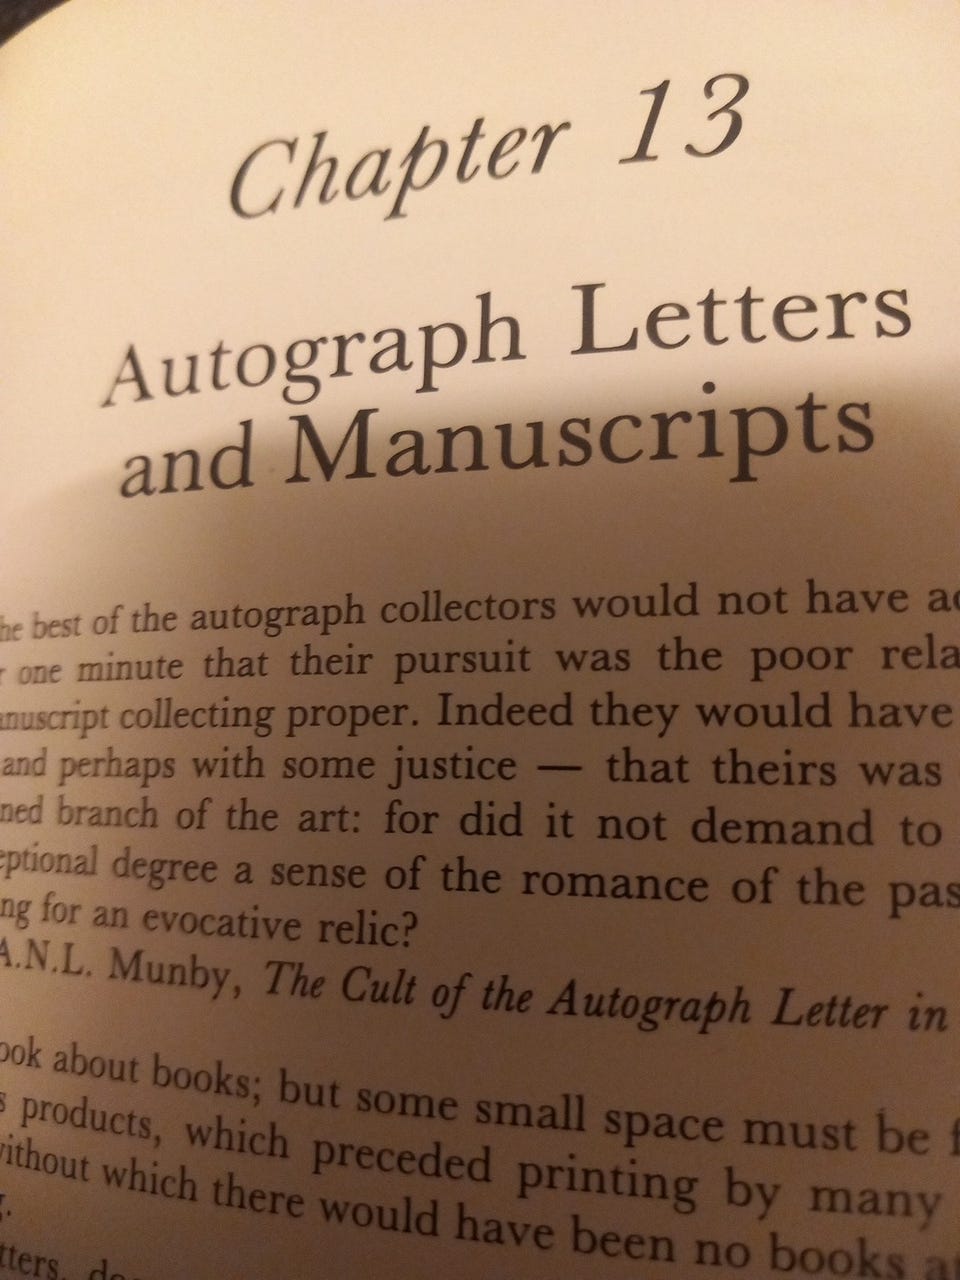 Chapter 13
Autograph Letters
and Manuscripts
best of the autograph collectors would not have
one minute that their pursuit was the poor
collecting proper. Indeed they would have
and perhaps with some justice — that theirs was
branch of the art: for did it not demand to
degree a sense of the romance of the
for an evocative relic?
A.N.L. Munby, The Cult of the Autograph Letter in
about books; but some small space must be
products, which preceded printing by many
which there would have been no books